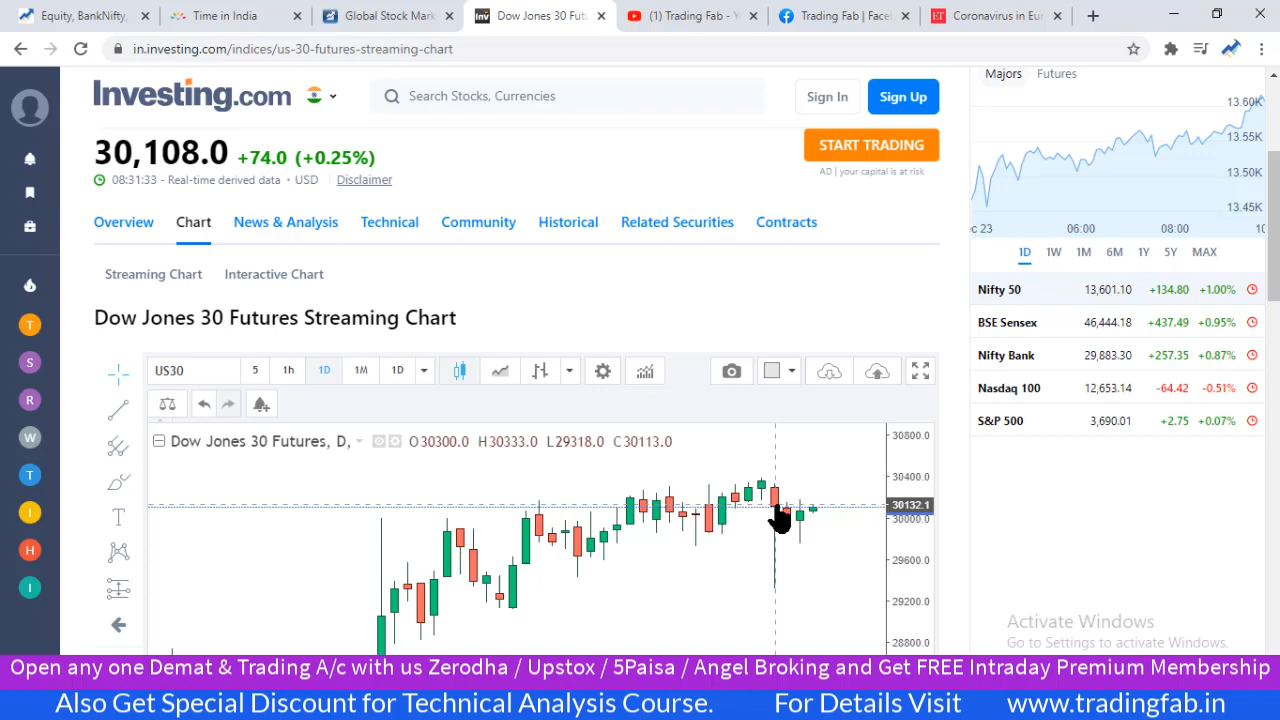 Equity, BankNifty,
Time in India
Global Stock Mark
Inv Dow Jones 30 Fut
(1) Trading Fab - Y
Trading Fab | Facel
ET Coronavirus in Eur
in.investing.com/indices/us-30-futures-streaming-chart
Investing.com
Search Stocks, Currencies
Sign In
Sign Up
30,108.0 +74.0 (+0.25%)
08:31:33 - Real-time derived data • USD Disclaimer
START TRADING
AD | your capital is at risk
Overview Chart News & Analysis Technical Community Historical Related Securities Contracts
Streaming Chart Interactive Chart
Dow Jones 30 Futures Streaming Chart
US30 5 1h 1D 1M 1D
Dow Jones 30 Futures, D, O30300.0 H30333.0 L29318.0 C30113.0
30800.0
30400.0
30132.1
30000.0
29600.0
29200.0
28800.0
T
S
R
W
T
I
H
I
Majors Futures
13.60K
13.55K
13.50K
13.45K
c 23 06:00 08:00 10
1D 1W 1M 6M 1Y 5Y MAX
Nifty 50 13,601.10 +134.80 +1.00%
BSE Sensex 46,444.18 +437.49 +0.95%
Nifty Bank 29,883.30 +257.35 +0.87%
Nasdaq 100 12,653.14 -64.42 -0.51%
S&P 500 3,690.01 +2.75 +0.07%
Activate Windows
Go to Settings to activate Windows.
Open any one Demat & Trading A/c with us Zerodha / Upstox / 5Paisa / Angel Broking and Get FREE Intraday Premium Membership
Also Get Special Discount for Technical Analysis Course. For Details Visit www.tradingfab.in